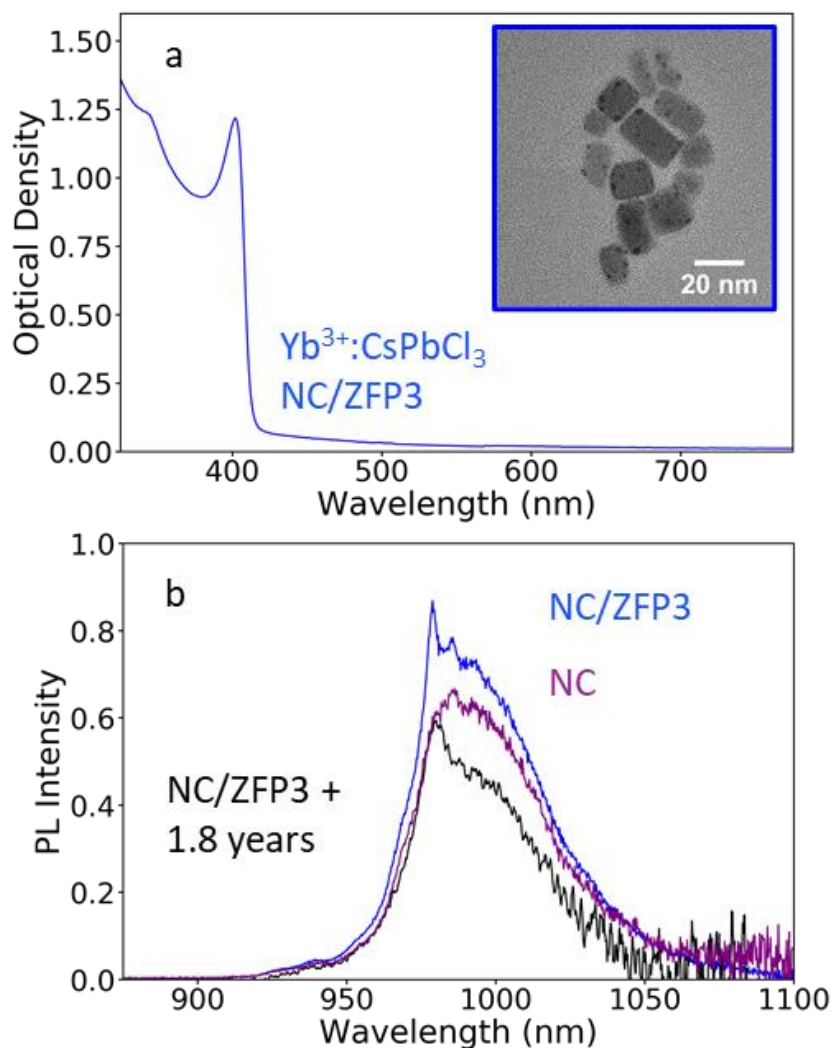 a
1.50
1.25
1.00
0.75
0.50
0.25
0.00
Optical Density
400
500
600
700
Wavelength (nm)
Yb³⁺:CsPbCl₃
NC/ZFP3
20 nm
b
1.0
0.8
0.6
0.4
0.2
0.0
PL Intensity
NC/ZFP3
NC
NC/ZFP3 +
1.8 years
900
950
1000
1050
1100
Wavelength (nm)